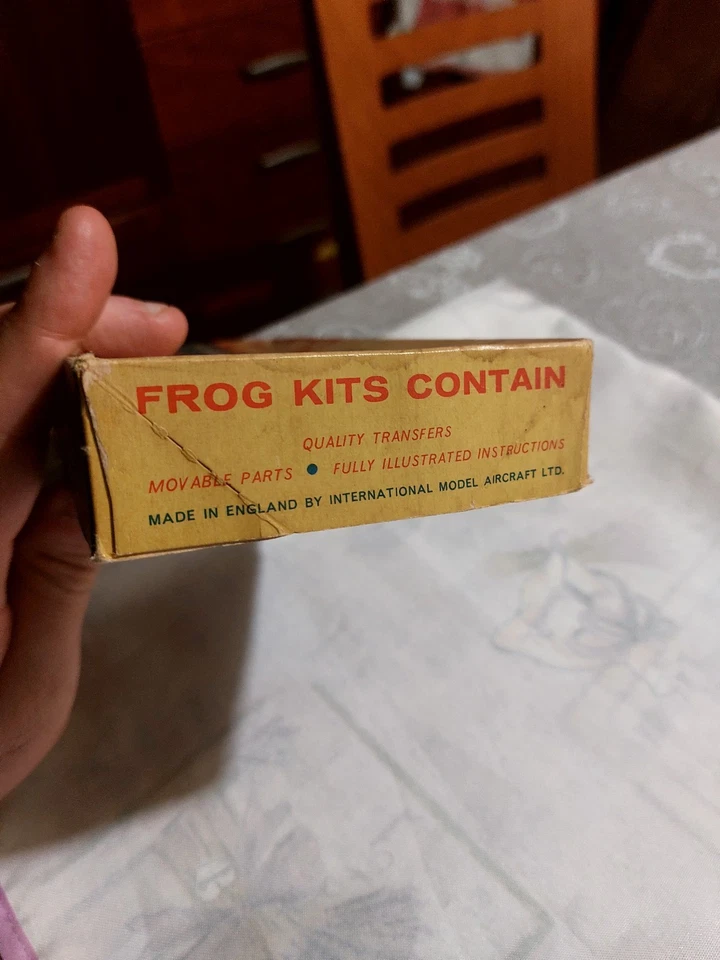 FROG KITS CONTAIN
QUALITY TRANSFERS
MOVABLE PARTS • FULLY ILLUSTRATED INSTRUCTIONS
MADE IN ENGLAND BY INTERNATIONAL MODEL AIRCRAFT LTD.